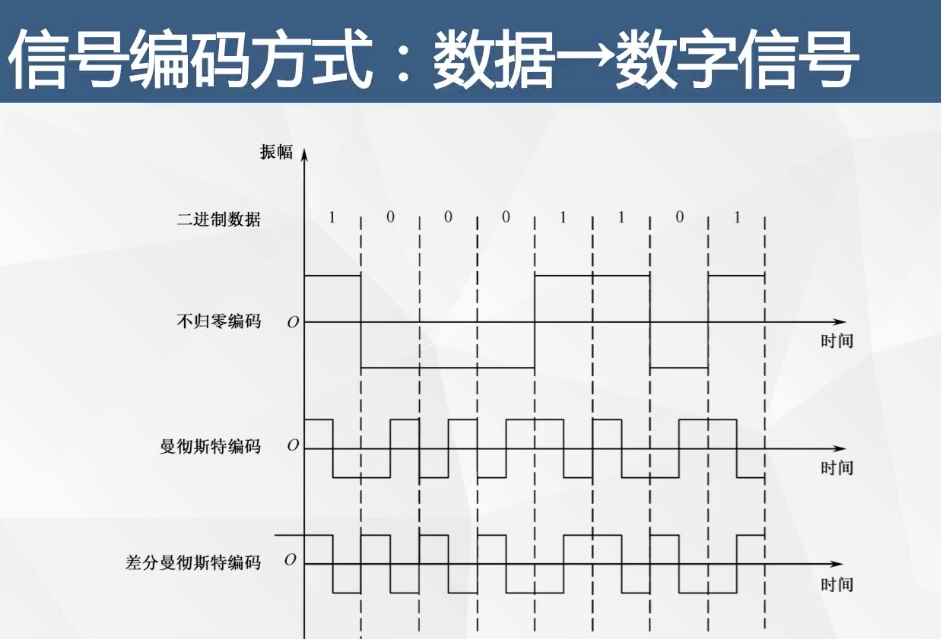 信号编码方式：数据→数字信号
振幅
二进制数据 1 0 0 0 1 1 0 1
不归零编码 O
时间
曼彻斯特编码 O
时间
差分曼彻斯特编码 O
时间